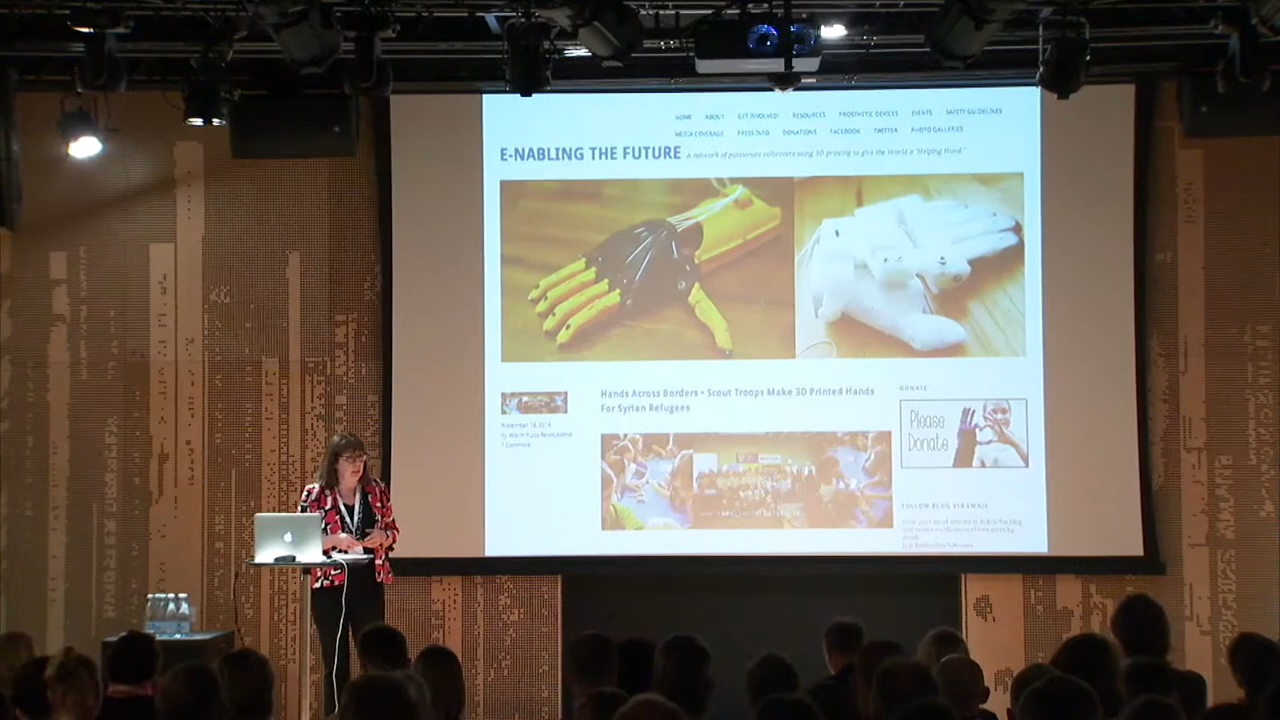 HOME ABOUT GET INVOLVED! RESOURCES PROSTHETIC DEVICES EVENTS SAFETY GUIDELINES
MEDIA COVERAGE PRESS INFO DONATIONS FACEBOOK TWITTER PHOTO GALLERIES
E-NABLING THE FUTURE A network of passionate volunteers using 3D printing to give the World a "Helping Hand."
Hands Across Borders • Scout Troops Make 3D Printed Hands
For Syrian Refugees
DONATE
Please
Donate
FOLLOW BLOG VIA EMAIL